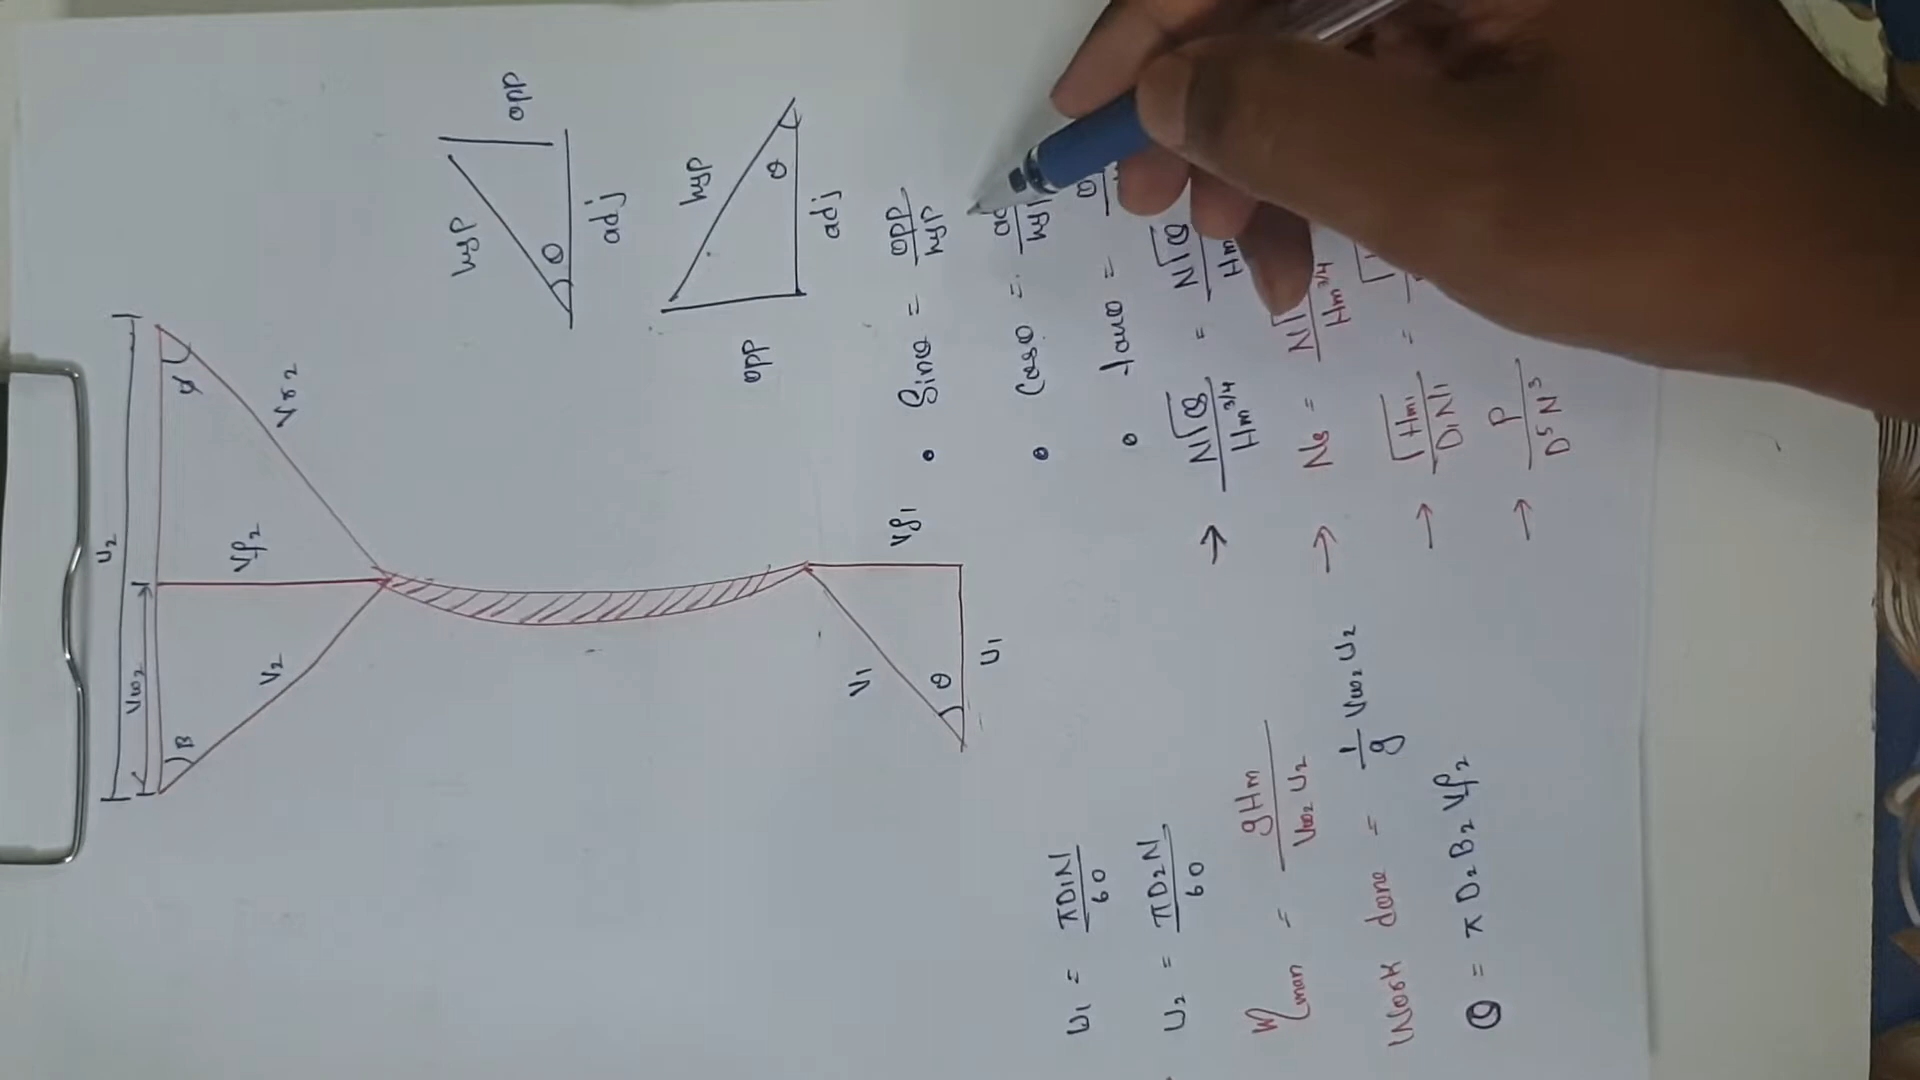 U2
Vw2
Vf2
B
V2
Vr2
ϕ
hyp
θ
opp
adj
hyp
θ
opp
adj
Vf1
V1
θ
U1
U1 = πD1N1/60
U2 = πD2N/60
ηman = gHm/Vw2 U2
Work done = 1/g Vw2 U2
Q = π D2 B2 Vf2
• Sinθ = opp/hyp
• Cosθ =
• tanθ =
→ N√Q/Hm^3/4 = N√Q
→ Ns = Hm^3/4
→ √Hm1/D1N1 =
→ P/D^5N^3